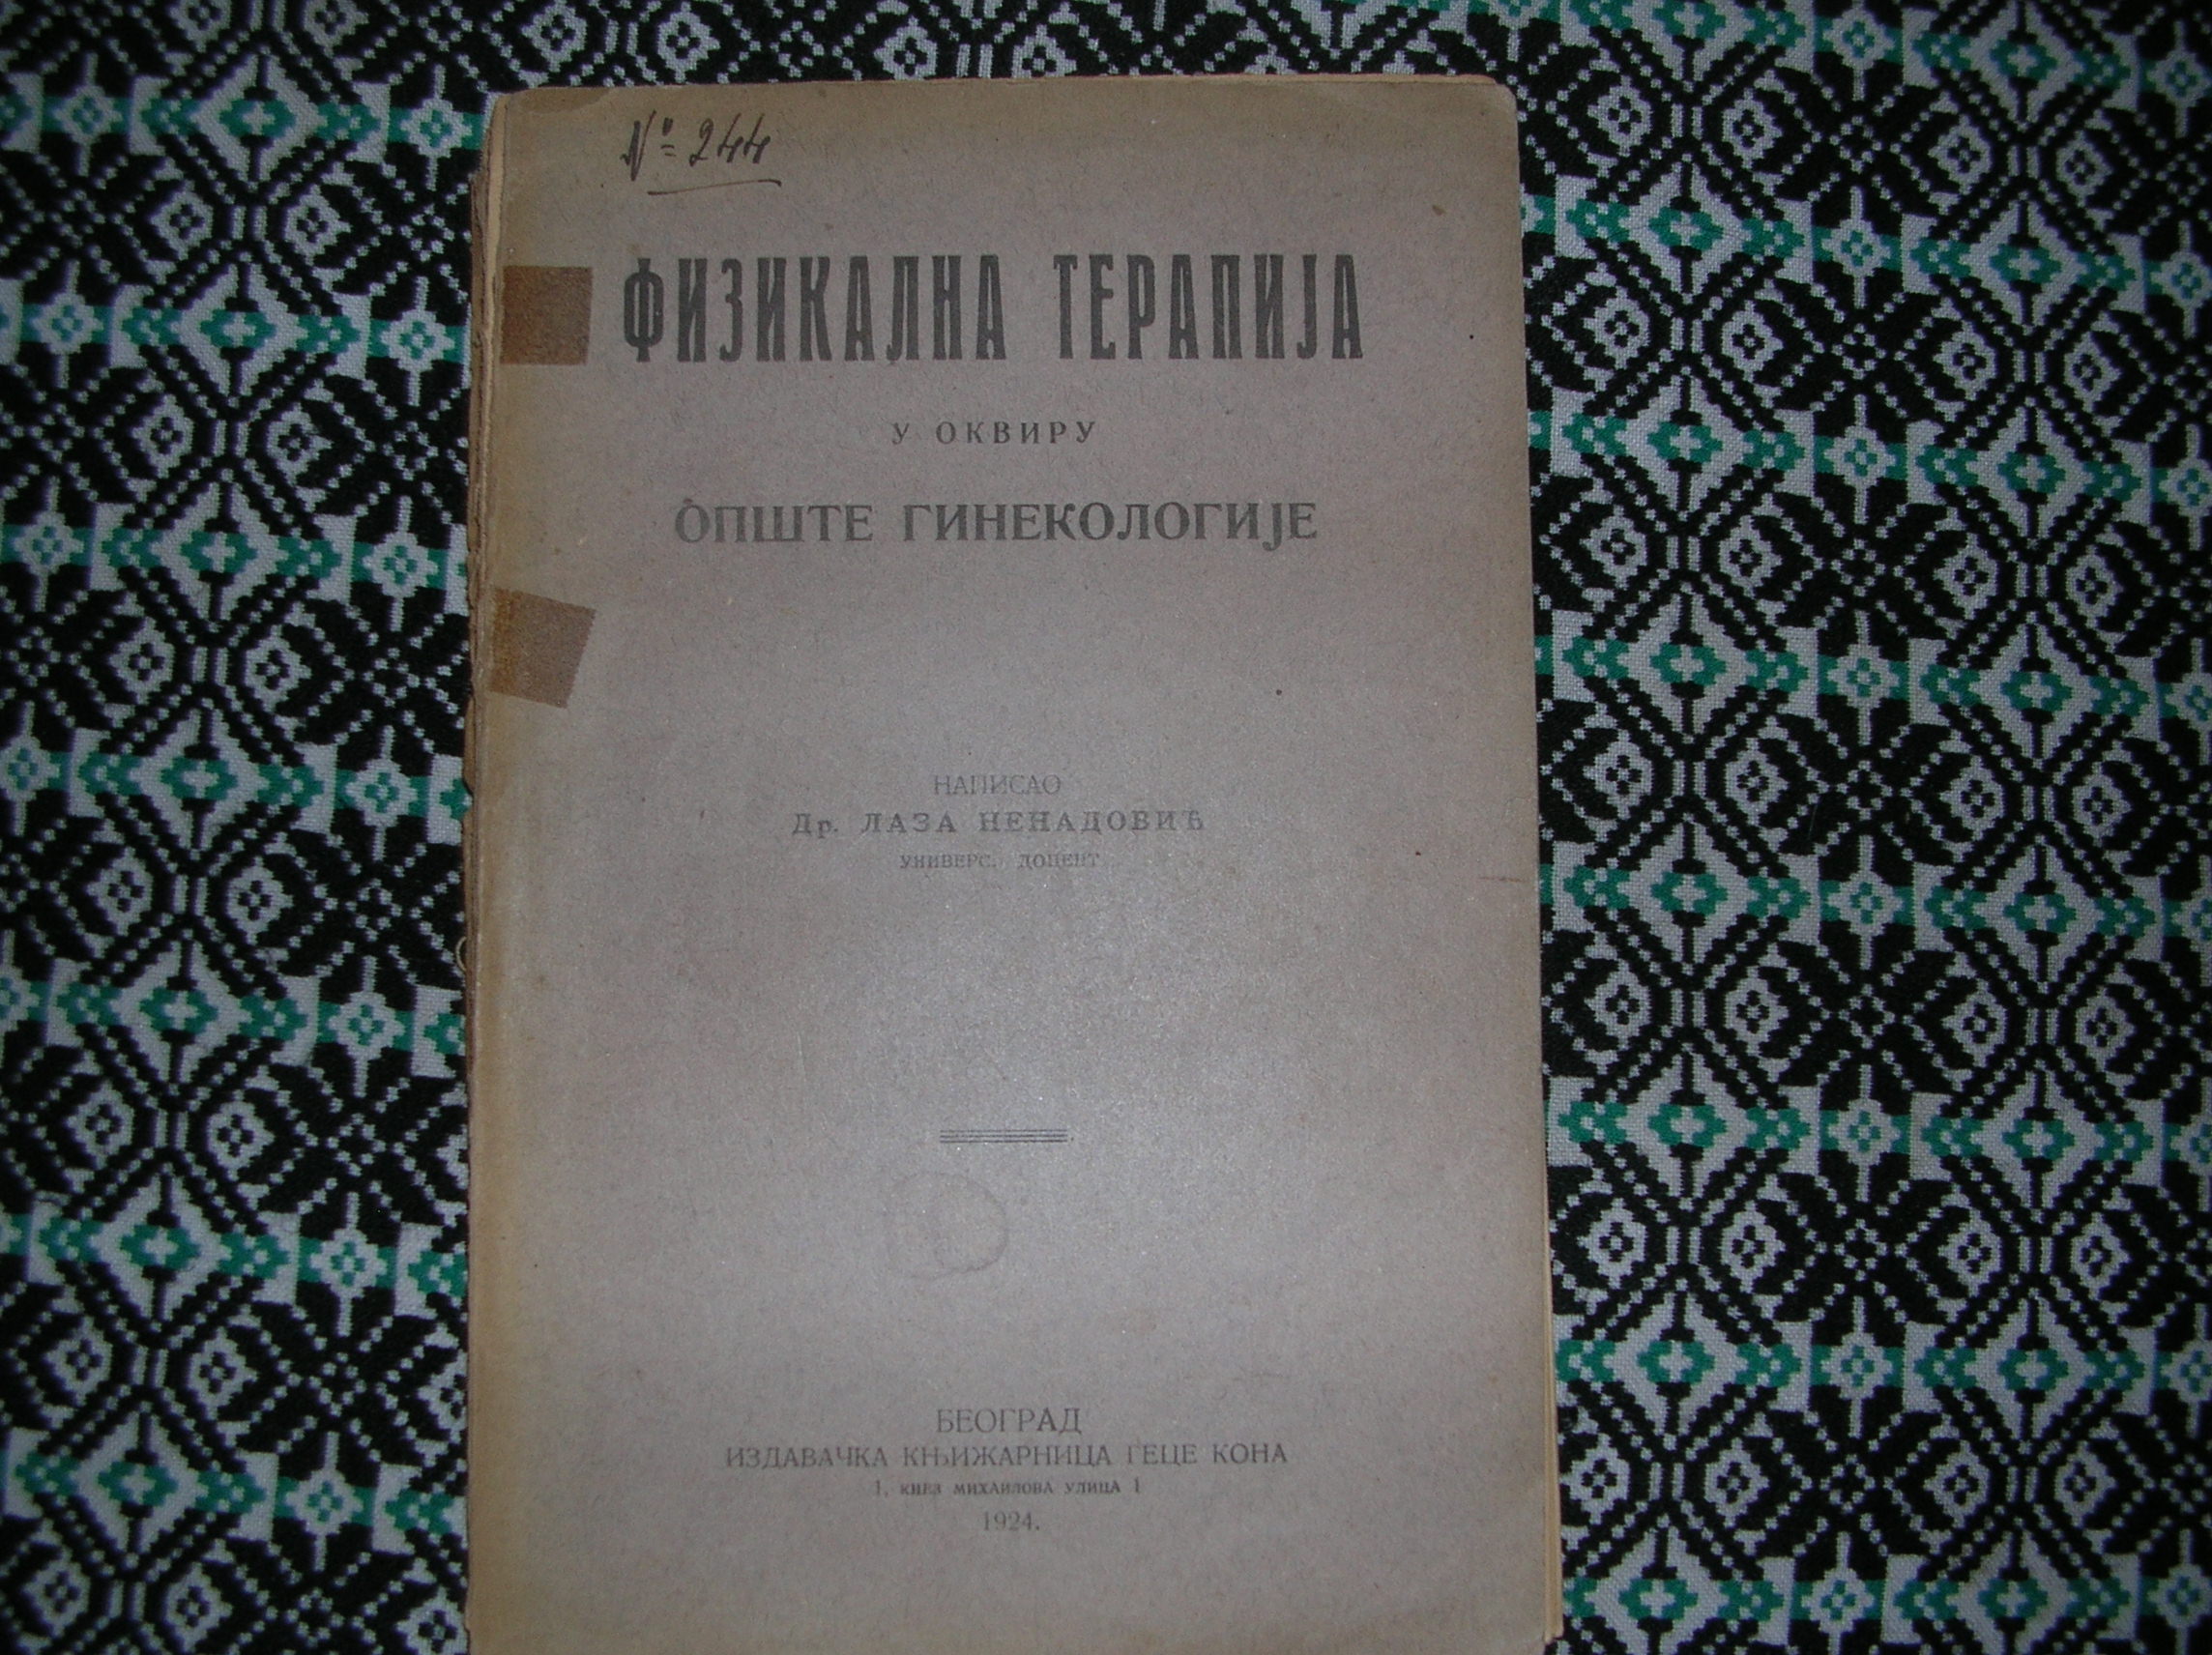 № 244
ФИЗИКАЛНА ТЕРАПИЈА
У ОКВИРУ
ОПШТЕ ГИНЕКОЛОГИЈЕ
НАПИСАО
Др. ЛАЗА НЕНАДОВИЋ
УНИВЕРС. ДОЦЕНТ
БЕОГРАД
ИЗДАВАЧКА КЊИЖАРНИЦА ГЕЦЕ КОНА
1, КНЕЗ МИХАИЛОВА УЛИЦА 1
1924.